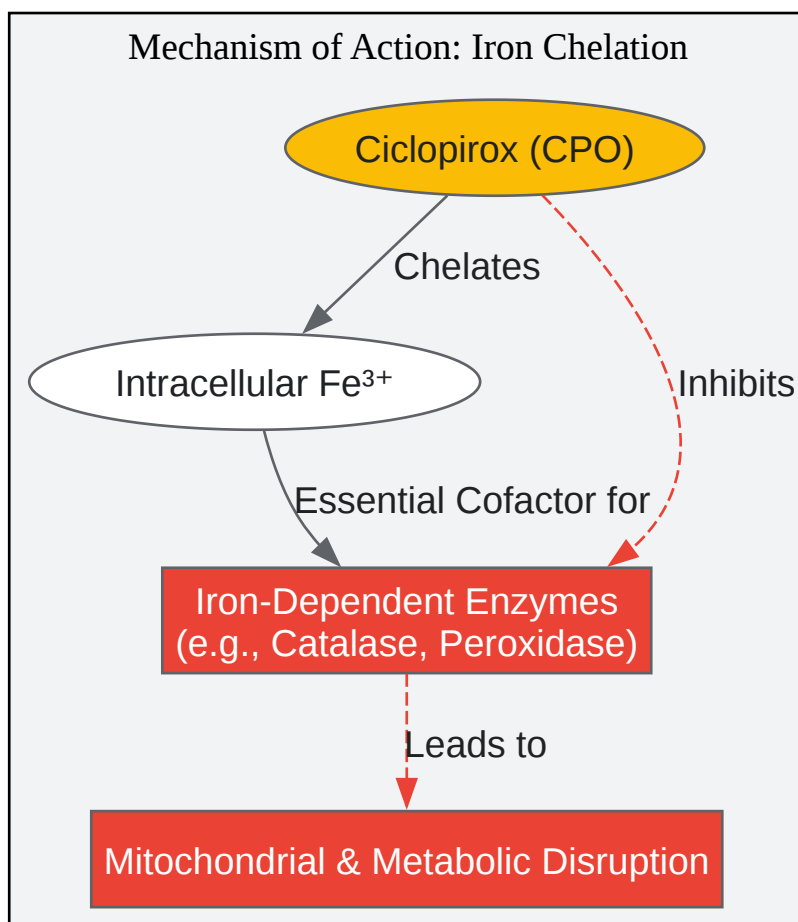 Mechanism of Action: Iron Chelation
Ciclopirox (CPO)
Chelates
Intracellular Fe³⁺
Inhibits
Essential Cofactor for
Iron-Dependent Enzymes
(e.g., Catalase, Peroxidase)
Leads to
Mitochondrial & Metabolic Disruption